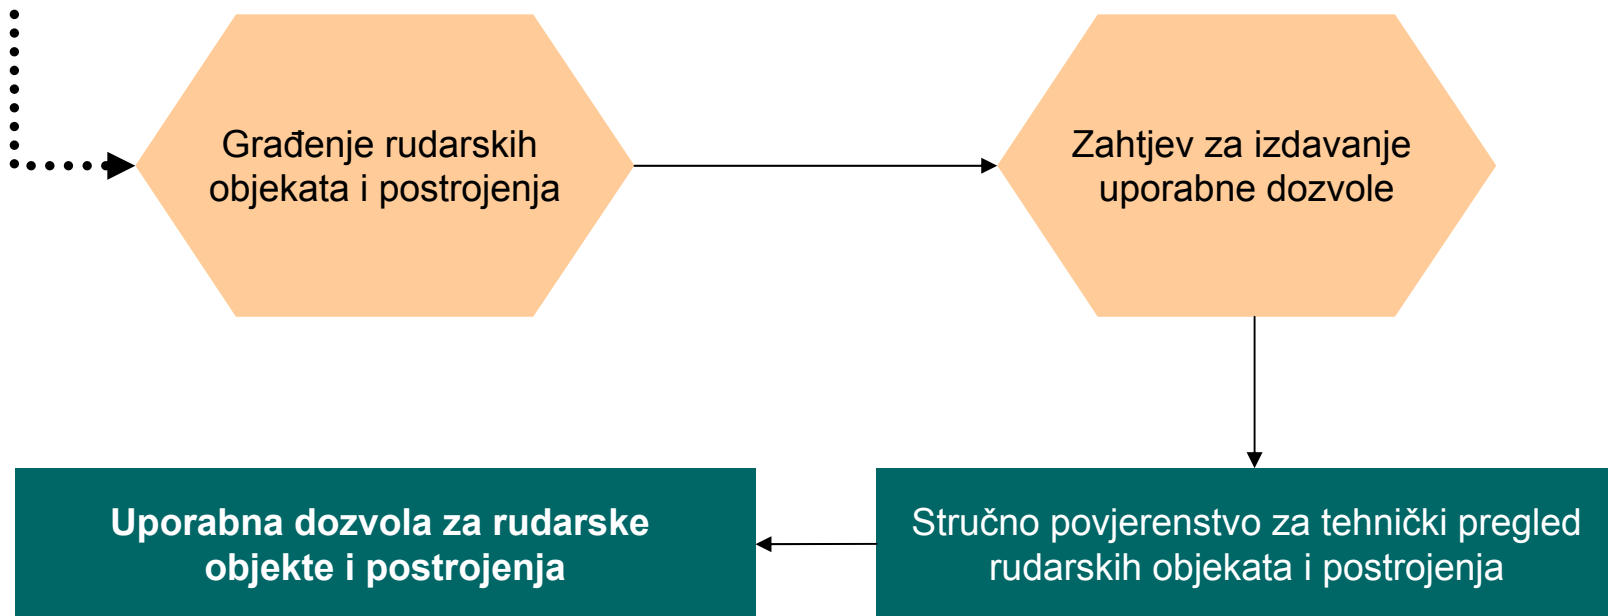 Građenje rudarskih
objekata i postrojenja
Zahtjev za izdavanje
uporabne dozvole
Uporabna dozvola za rudarske
objekte i postrojenja
Stručno povjerenstvo za tehnički pregled
rudarskih objekata i postrojenja